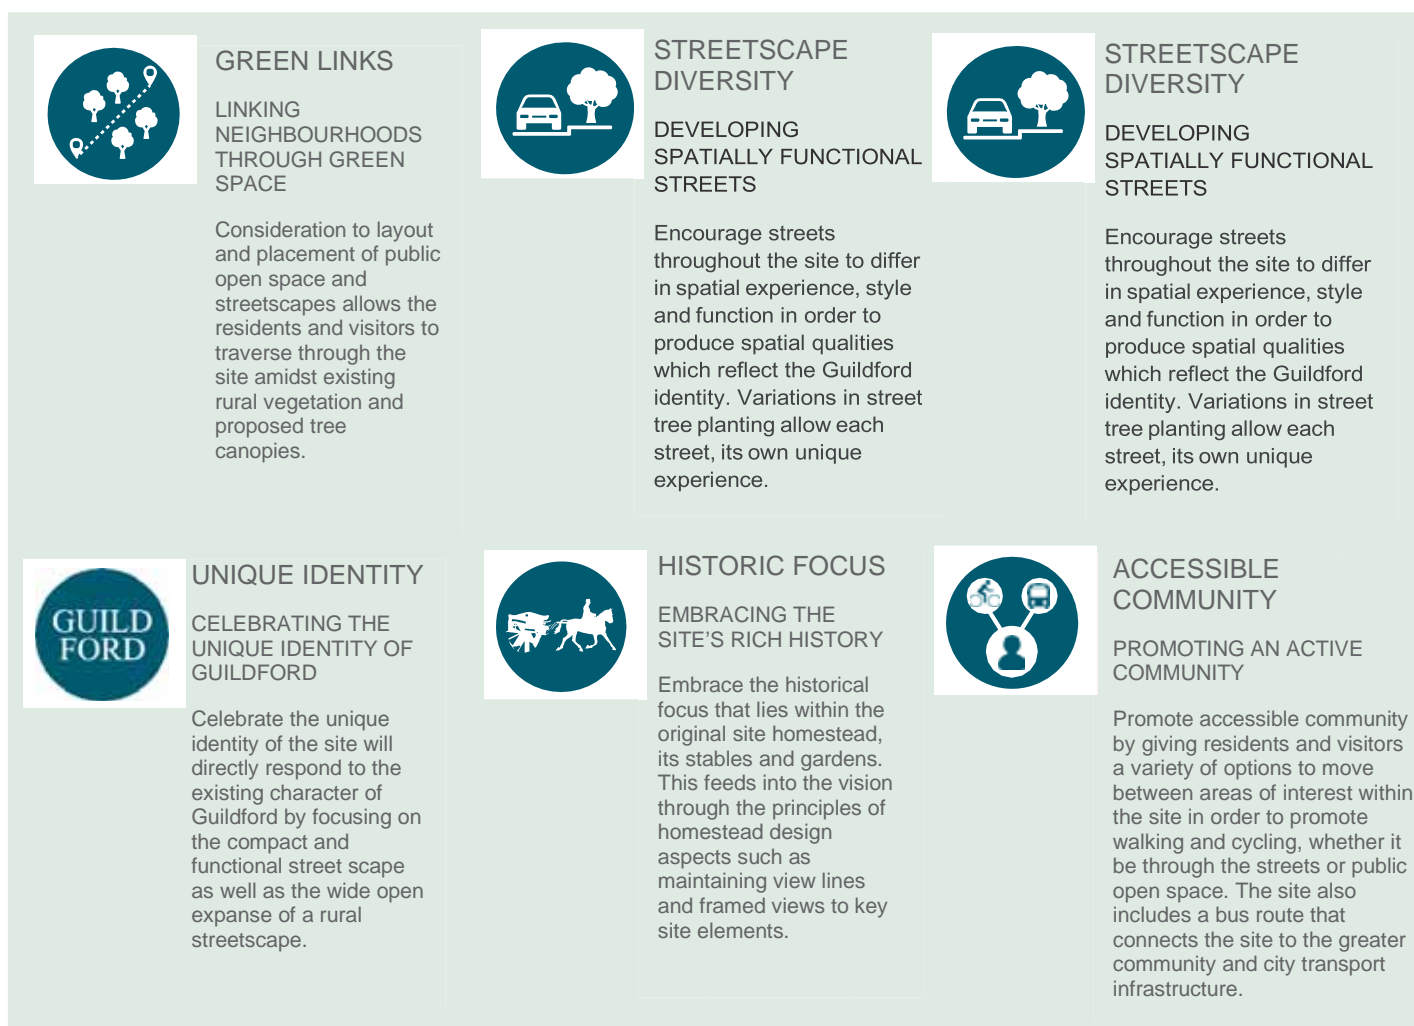 GREEN LINKS
LINKING
NEIGHBOURHOODS
THROUGH GREEN
SPACE
Consideration to layout
and placement of public
open space and
streetscapes allows the
residents and visitors to
traverse through the
site amidst existing
rural vegetation and
proposed tree
canopies.
STREETSCAPE
DIVERSITY
DEVELOPING
SPATIALLY FUNCTIONAL
STREETS
Encourage streets
throughout the site to differ
in spatial experience, style
and function in order to
produce spatial qualities
which reflect the Guildford
identity. Variations in street
tree planting allow each
street, its own unique
experience.
STREETSCAPE
DIVERSITY
DEVELOPING
SPATIALLY FUNCTIONAL
STREETS
Encourage streets
throughout the site to differ
in spatial experience, style
and function in order to
produce spatial qualities
which reflect the Guildford
identity. Variations in street
tree planting allow each
street, its own unique
experience.
GUILD
FORD
UNIQUE IDENTITY
CELEBRATING THE
UNIQUE IDENTITY OF
GUILDFORD
Celebrate the unique
identity of the site will
directly respond to the
existing character of
Guildford by focusing on
the compact and
functional street scape
as well as the wide open
expanse of a rural
streetscape.
HISTORIC FOCUS
EMBRACING THE
SITE'S RICH HISTORY
Embrace the historical
focus that lies within the
original site homestead,
its stables and gardens.
This feeds into the vision
through the principles of
homestead design
aspects such as
maintaining view lines
and framed views to key
site elements.
ACCESSIBLE
COMMUNITY
PROMOTING AN ACTIVE
COMMUNITY
Promote accessible community
by giving residents and visitors
a variety of options to move
between areas of interest within
the site in order to promote
walking and cycling, whether it
be through the streets or public
open space. The site also
includes a bus route that
connects the site to the greater
community and city transport
infrastructure.